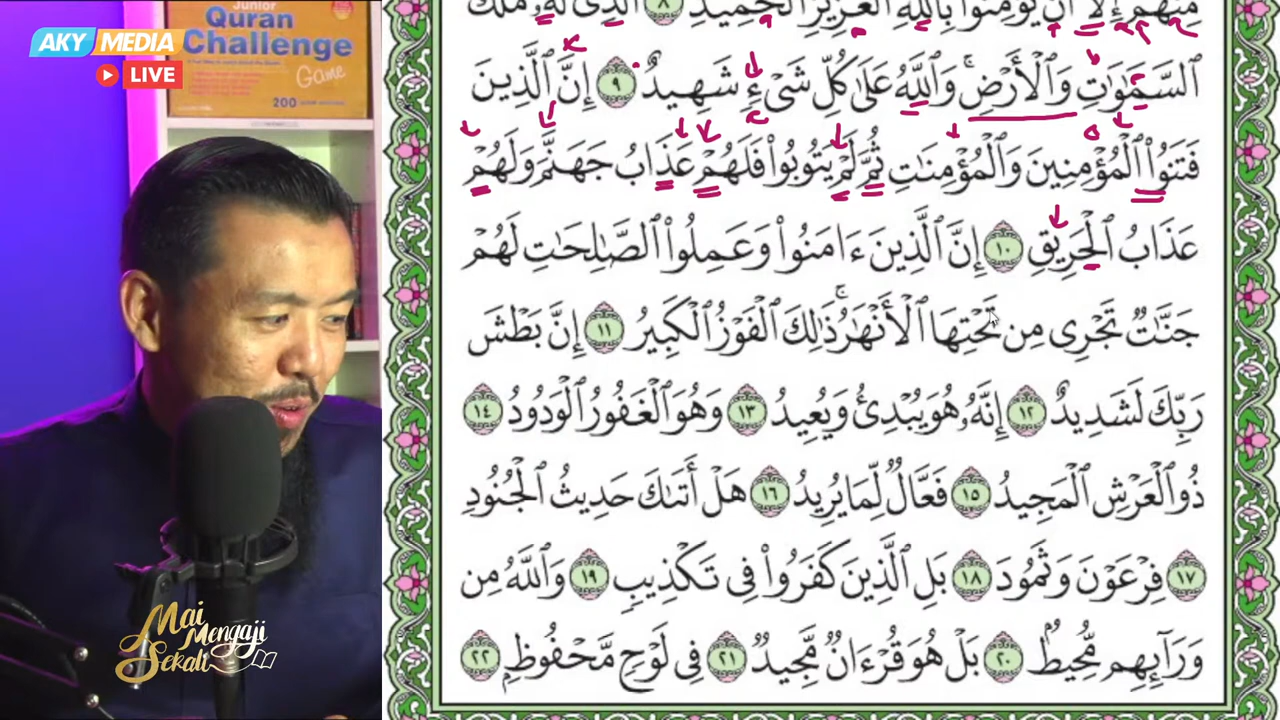 AKY MEDIA
LIVE
Junior
Quran
Challenge
Game
200
Mai
Mengaji
Sekali
مِنْهُمْ إِلَّآ أَن يُؤْمِنُوا۟ بِٱللَّهِ ٱلْعَزِيزِ ٱلْحَمِيدِ ٨ ٱلَّذِى لَهُۥ مُلْكُ
ٱلسَّمَٰوَٰتِ وَٱلْأَرْضِ ۚ وَٱللَّهُ عَلَىٰ كُلِّ شَىْءٍ شَهِيدٌ ٩ إِنَّ ٱلَّذِينَ
فَتَنُوا۟ ٱلْمُؤْمِنِينَ وَٱلْمُؤْمِنَٰتِ ثُمَّ لَمْ يَتُوبُوا۟ فَلَهُمْ عَذَابُ جَهَنَّمَ وَلَهُمْ
عَذَابُ ٱلْحَرِيقِ ١٠ إِنَّ ٱلَّذِينَ ءَامَنُوا۟ وَعَمِلُوا۟ ٱلصَّٰلِحَٰتِ لَهُمْ
جَنَّٰتٌ تَجْرِى مِن تَحْتِهَا ٱلْأَنْهَٰرُ ۚ ذَٰلِكَ ٱلْفَوْزُ ٱلْكَبِيرُ ١١ إِنَّ بَطْشَ
رَبِّكَ لَشَدِيدٌ ١٢ إِنَّهُۥ هُوَ يُبْدِئُ وَيُعِيدُ ١٣ وَهُوَ ٱلْغَفُورُ ٱلْوَدُودُ ١٤
ذُو ٱلْعَرْشِ ٱلْمَجِيدُ ١٥ فَعَّالٌ لِّمَا يُرِيدُ ١٦ هَلْ أَتَىٰكَ حَدِيثُ ٱلْجُنُودِ
١٧ فِرْعَوْنَ وَثَمُودَ ١٨ بَلِ ٱلَّذِينَ كَفَرُوا۟ فِى تَكْذِيبٍ ١٩ وَٱللَّهُ مِن
وَرَآئِهِم مُّحِيطٌ ٢٠ بَلْ هُوَ قُرْءَانٌ مَّجِيدٌ ٢١ فِى لَوْحٍ مَّحْفُوظٍ ٢٢